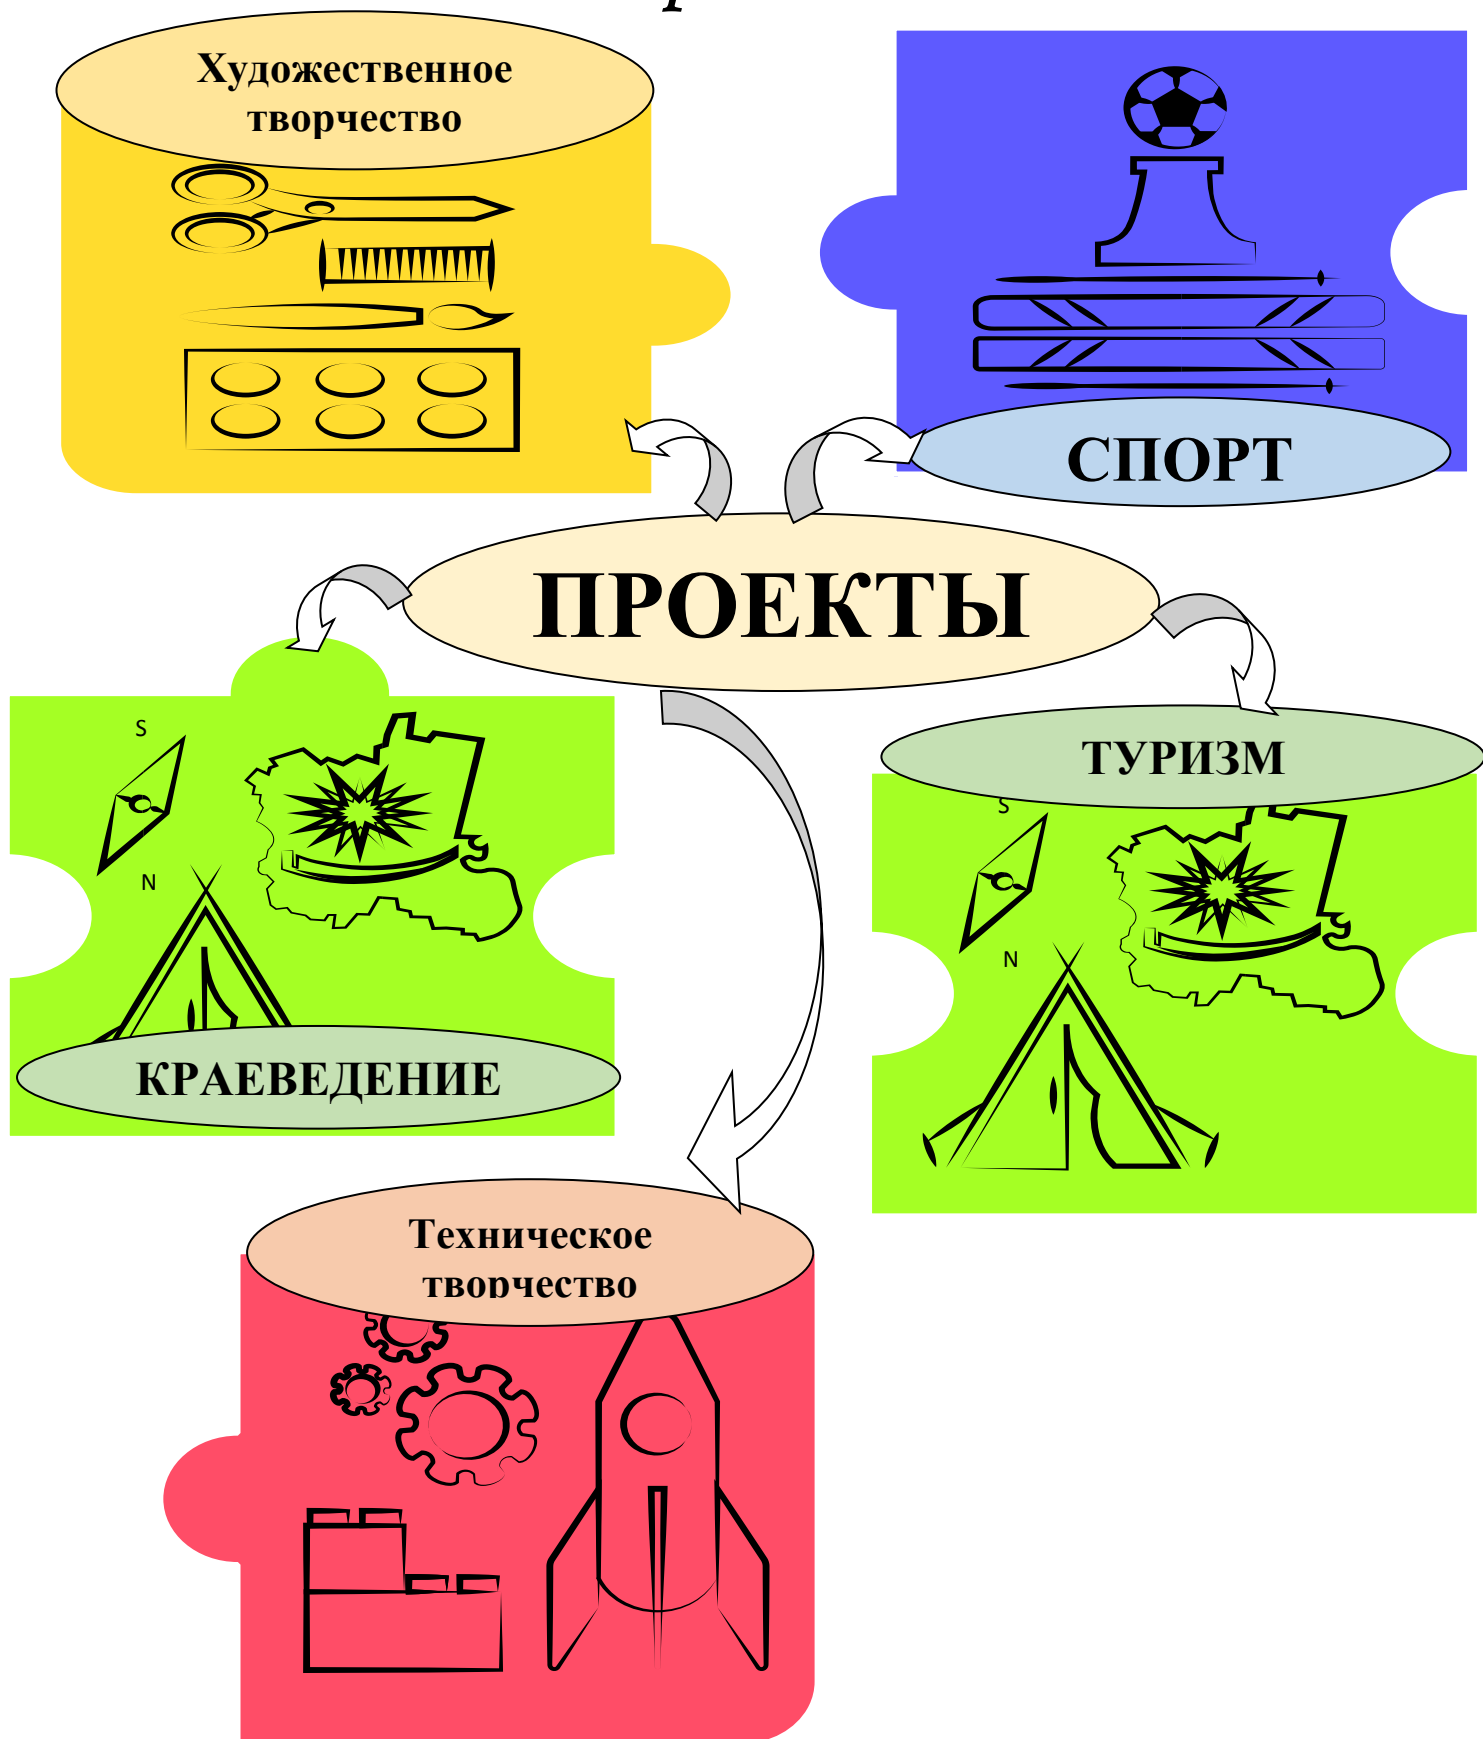 Художественное
творчество
СПОРТ
ПРОЕКТЫ
S
N
КРАЕВЕДЕНИЕ
ТУРИЗМ
S
N
Техническое
творчество